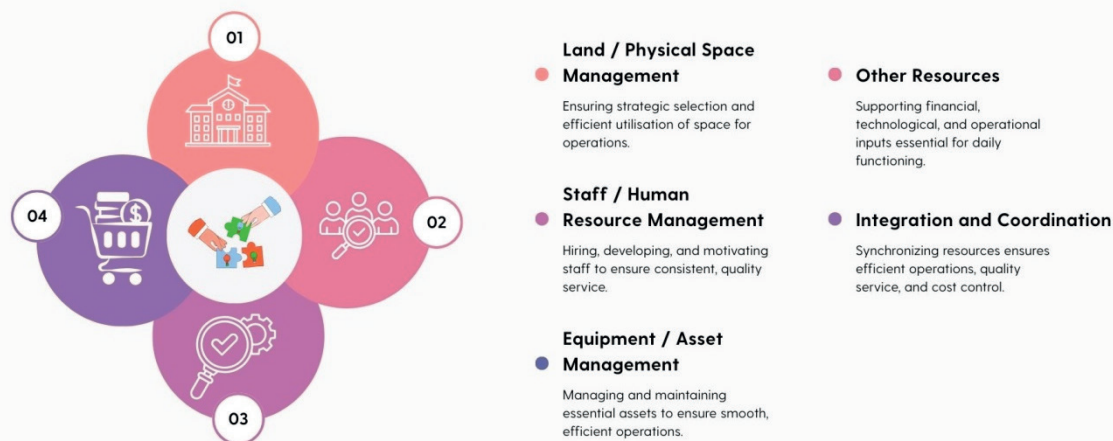 01
02
03
04
Land / Physical Space
Management
Ensuring strategic selection and
efficient utilisation of space for
operations.
Staff / Human
Resource Management
Hiring, developing, and motivating
staff to ensure consistent, quality
service.
Equipment / Asset
Management
Managing and maintaining
essential assets to ensure smooth,
efficient operations.
Other Resources
Supporting financial,
technological, and operational
inputs essential for daily
functioning.
Integration and Coordination
Synchronizing resources ensures
efficient operations, quality
service, and cost control.